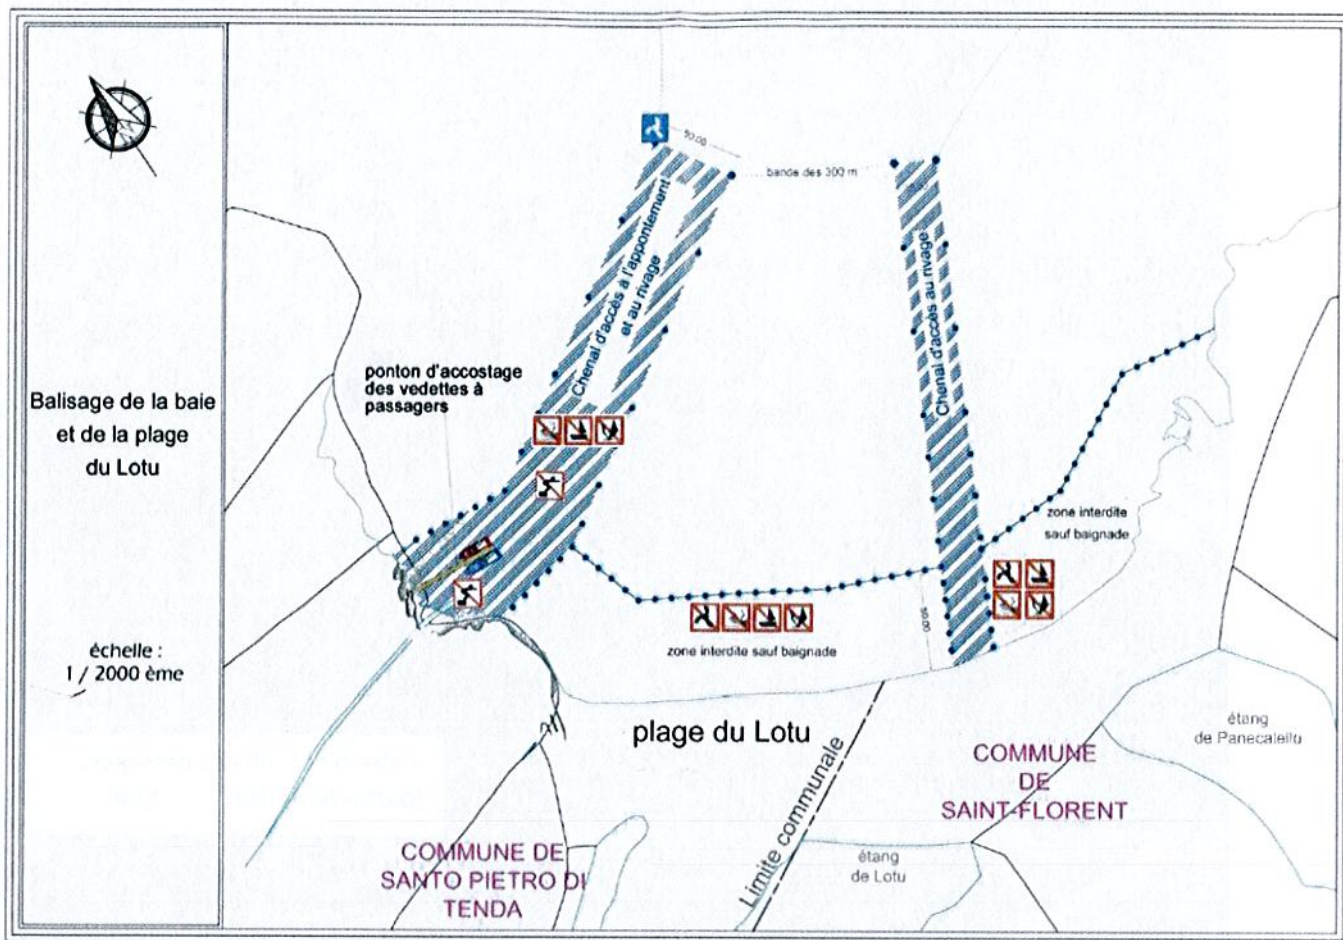 Balisage de la baie
et de la plage
du Lotu
échelle :
1 / 2000 ème
bande des 300 m
Chenal d'accès à l'appontement
et au rivage
Chenal d'accès au rivage
ponton d'accostage
des vedettes à
passagers
zone interdite
sauf baignade
zone interdite sauf baignade
plage du Lotu
Limite communale
COMMUNE
DE
SAINT-FLORENT
étang
de Panecalellu
étang
de Lotu
COMMUNE DE
SANTO PIETRO DI
TENDA